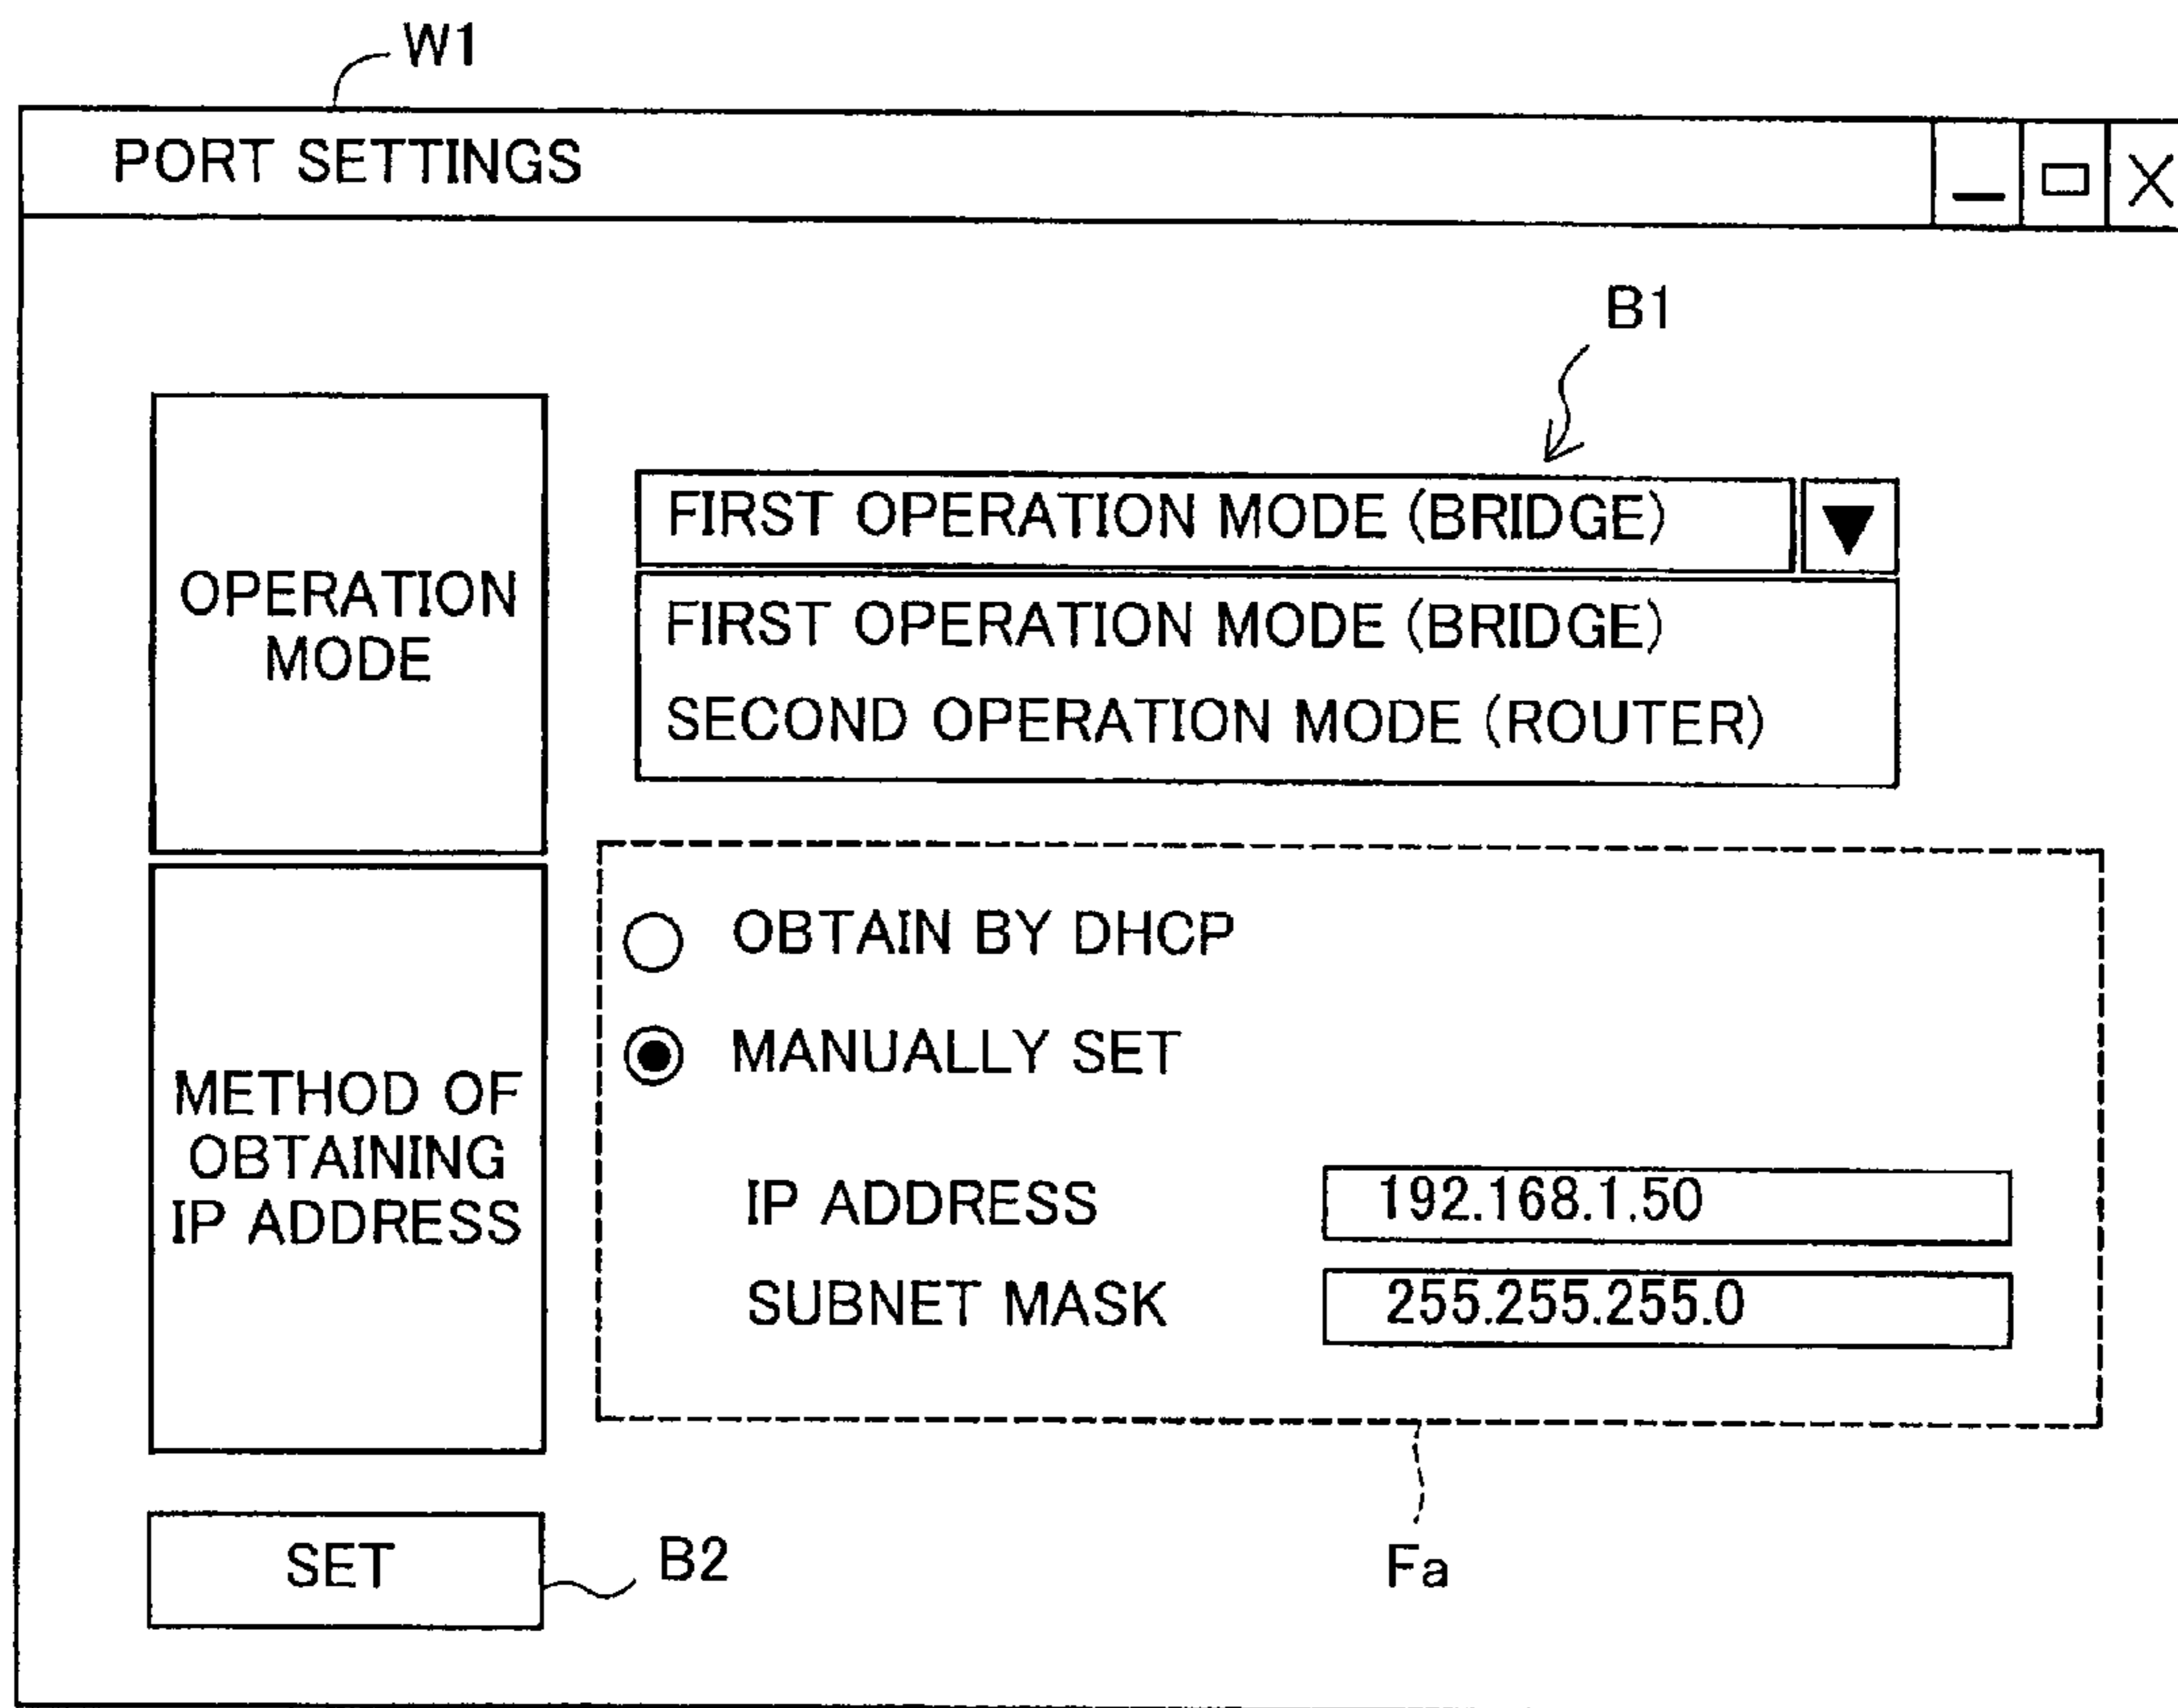 W1
PORT SETTINGS
B1
OPERATION
MODE
FIRST OPERATION MODE (BRIDGE)
FIRST OPERATION MODE (BRIDGE)
SECOND OPERATION MODE (ROUTER)
METHOD OF
OBTAINING
IP ADDRESS
OBTAIN BY DHCP
MANUALLY SET
IP ADDRESS 192.168.1.50
SUBNET MASK 255.255.255.0
SET
B2
Fa